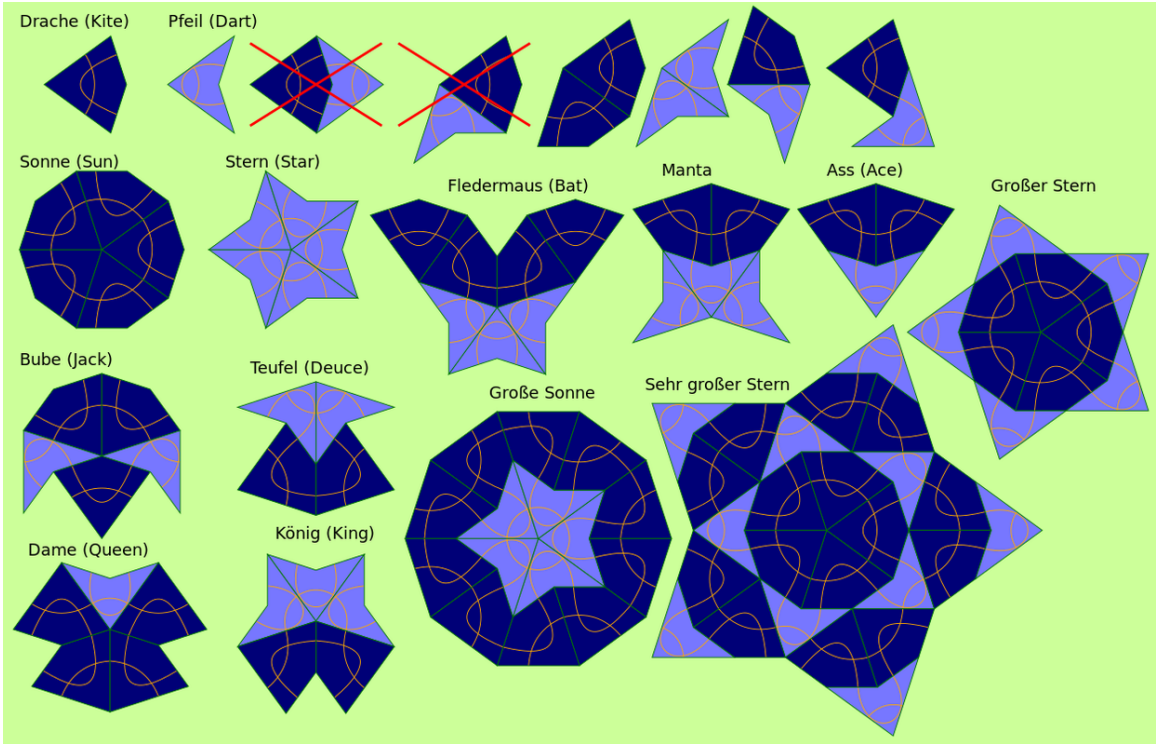 Drache (Kite)
Pfeil (Dart)
Sonne (Sun)
Stern (Star)
Fledermaus (Bat)
Manta
Ass (Ace)
Großer Stern
Bube (Jack)
Teufel (Deuce)
Große Sonne
Sehr großer Stern
Dame (Queen)
König (King)